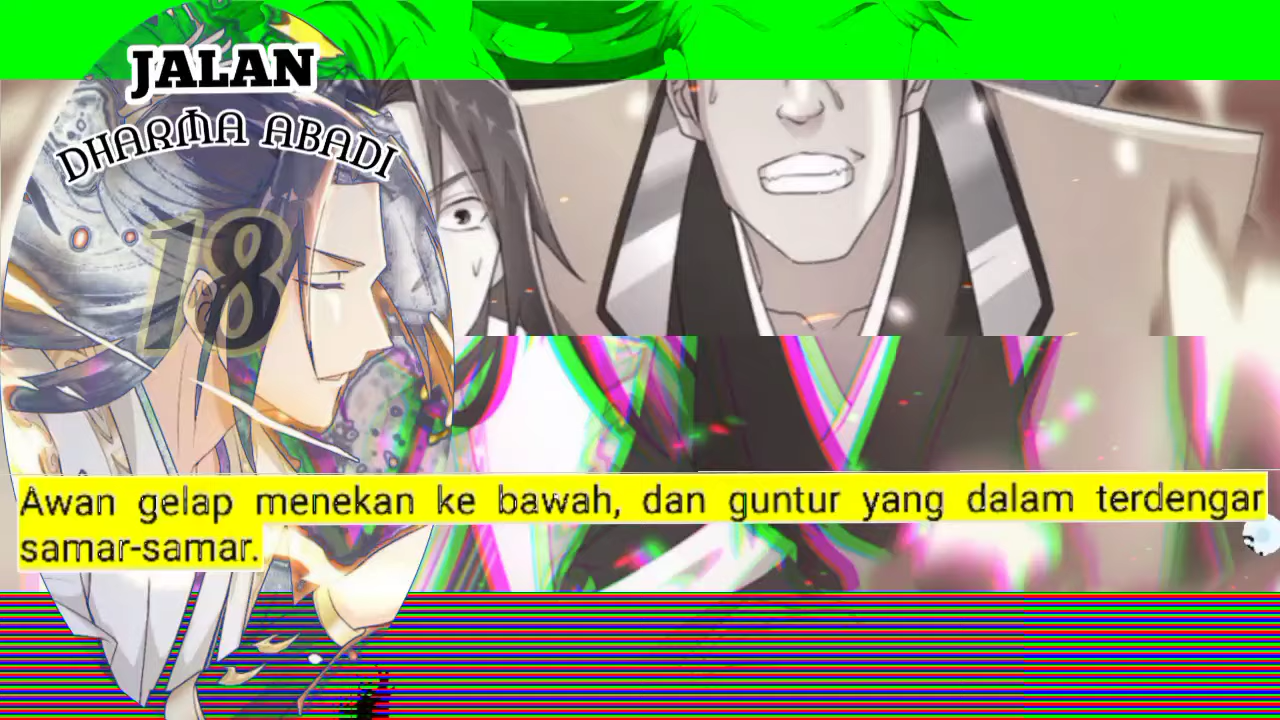 JALAN
DHARMA ABADI
18
Awan gelap menekan ke bawah, dan guntur yang dalam terdengar
samar-samar.